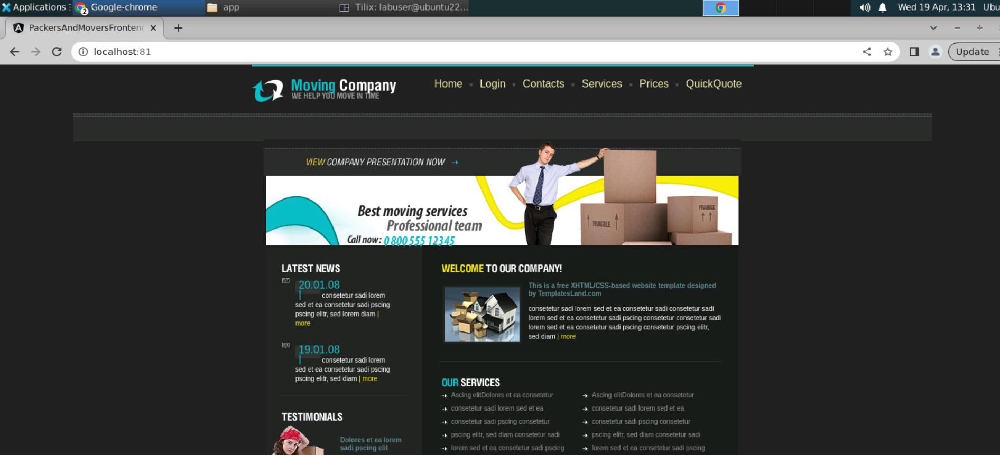 Applications
Google-chrome
2
app
Tilix: labuser@ubuntu22...
Wed 19 Apr, 13:31
Ubu
PackersAndMoversFronten
localhost:81
Update
Moving Company
WE HELP YOU MOVE IN TIME
Home
Login
Contacts
Services
Prices
QuickQuote
VIEW COMPANY PRESENTATION NOW
Best moving services
Professional team
Call now: 0 800 555 12345
FRAGILE
FRAGILE
LATEST NEWS
20.01.08
consetetur sadi lorem
sed et ea consetetur sadi pscing
pscing elitr, sed lorem diam |
more
19.01.08
consetetur sadi lorem
sed et ea consetetur sadi pscing
pscing elitr, sed diam | more
TESTIMONIALS
Dolores et ea lorem
sadi pscing elit
WELCOME TO OUR COMPANY!
This is a free XHTML/CSS-based website template designed
by TemplatesLand.com
consetetur sadi lorem sed et ea consetetur sadi consetetur sadi
lorem sed et ea consetetur sadi pscing consetetur consetetur sadi
lorem sed et ea consetetur sadi pscing consetetur pscing elitr,
sed diam | more
OUR SERVICES
Ascing elitDolores et ea consetetur
consetetur sadi lorem sed et ea
consetetur sadi pscing consetetur
pscing elitr, sed diam consetetur sadi
lorem sed et ea consetetur sadi pscing
Ascing elitDolores et ea consetetur
consetetur sadi lorem sed et ea
consetetur sadi pscing consetetur
pscing elitr, sed diam consetetur sadi
lorem sed et ea consetetur sadi pscing